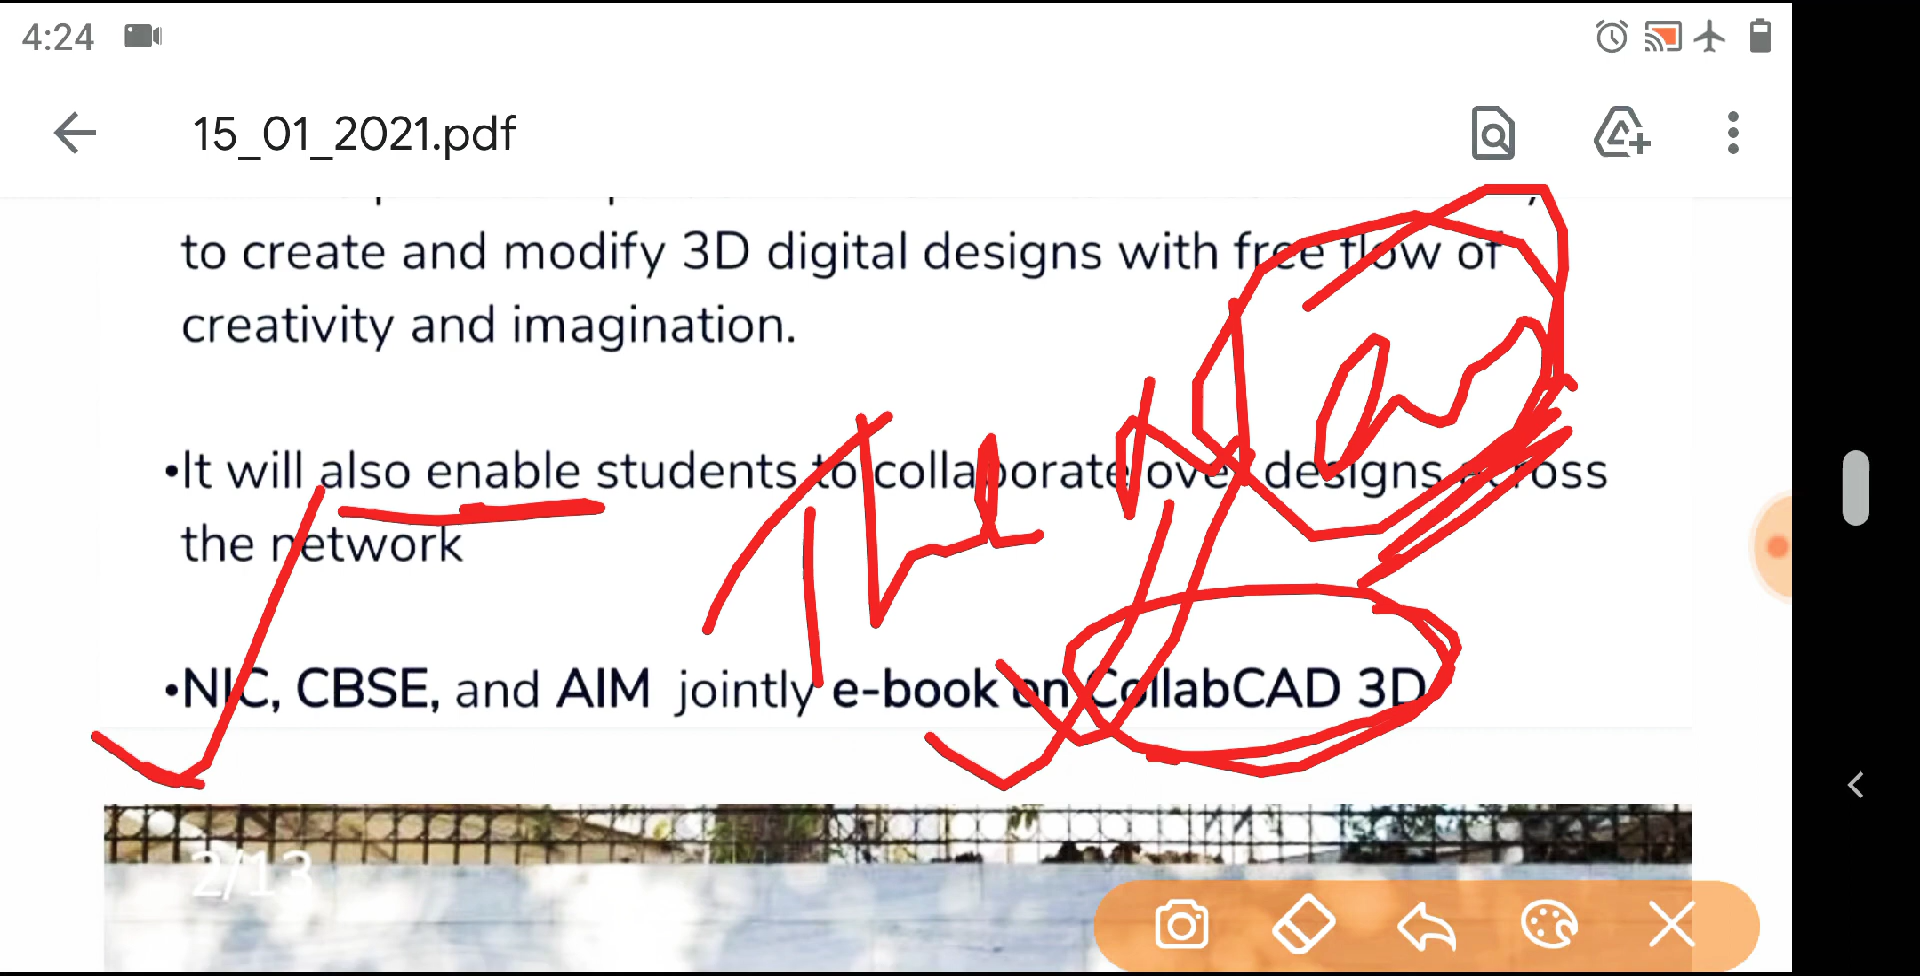 4:24
15_01_2021.pdf
to create and modify 3D digital designs with free flow of
creativity and imagination.
•It will also enable students to collaborate over designs across
the network
•NIC, CBSE, and AIM jointly e-book on CollabCAD 3D
2/13